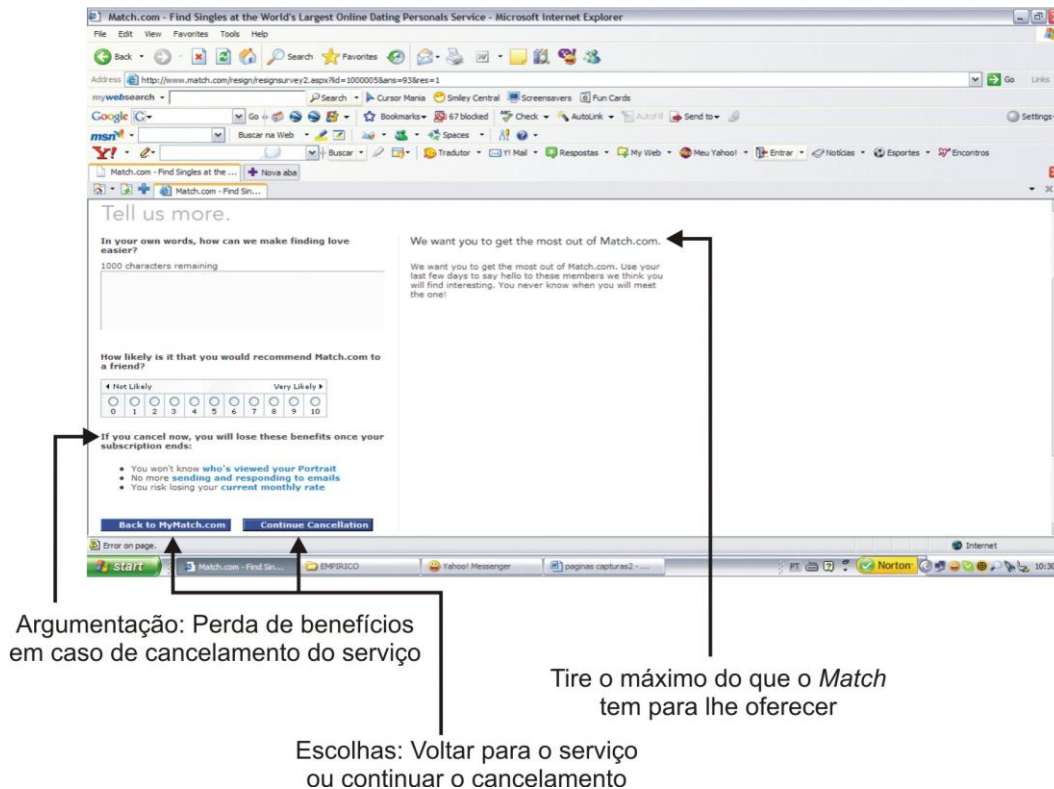 Match.com - Find Singles at the World's Largest Online Dating Personals Service - Microsoft Internet Explorer
File Edit View Favorites Tools Help
Back Search Favorites
Address http://www.match.com/resign/resignsurvey2.aspx?id=1000005&ans=93&res=1 Go Links
mywebsearch Search Cursor Mania Smiley Central Screensavers Fun Cards
Google G Go Bookmarks 67 blocked Check AutoLink AutoFill Send to Settings
msn Buscar na Web Spaces
Y! Buscar Tradutor Y! Mail Respostas My Web Meu Yahoo! Entrar Notícias Esportes Encontros
Match.com - Find Singles at the ... Nova aba
Match.com - Find Sin...
Tell us more.
In your own words, how can we make finding love
easier?
1000 characters remaining
How likely is it that you would recommend Match.com to
a friend?
Not Likely Very Likely
0 1 2 3 4 5 6 7 8 9 10
If you cancel now, you will lose these benefits once your
subscription ends:
• You won't know who's viewed your Portrait
• No more sending and responding to emails
• You risk losing your current monthly rate
Back to MyMatch.com Continue Cancellation
We want you to get the most out of Match.com.
We want you to get the most out of Match.com. Use your
last few days to say hello to these members we think you
will find interesting. You never know when you will meet
the one!
Error on page. Internet
start Match.com - Find Sin... EMPIRICO Yahoo! Messenger paginas capturas2 - .... PT Norton 10:30
Argumentação: Perda de benefícios
em caso de cancelamento do serviço
Tire o máximo do que o Match
tem para lhe oferecer
Escolhas: Voltar para o serviço
ou continuar o cancelamento